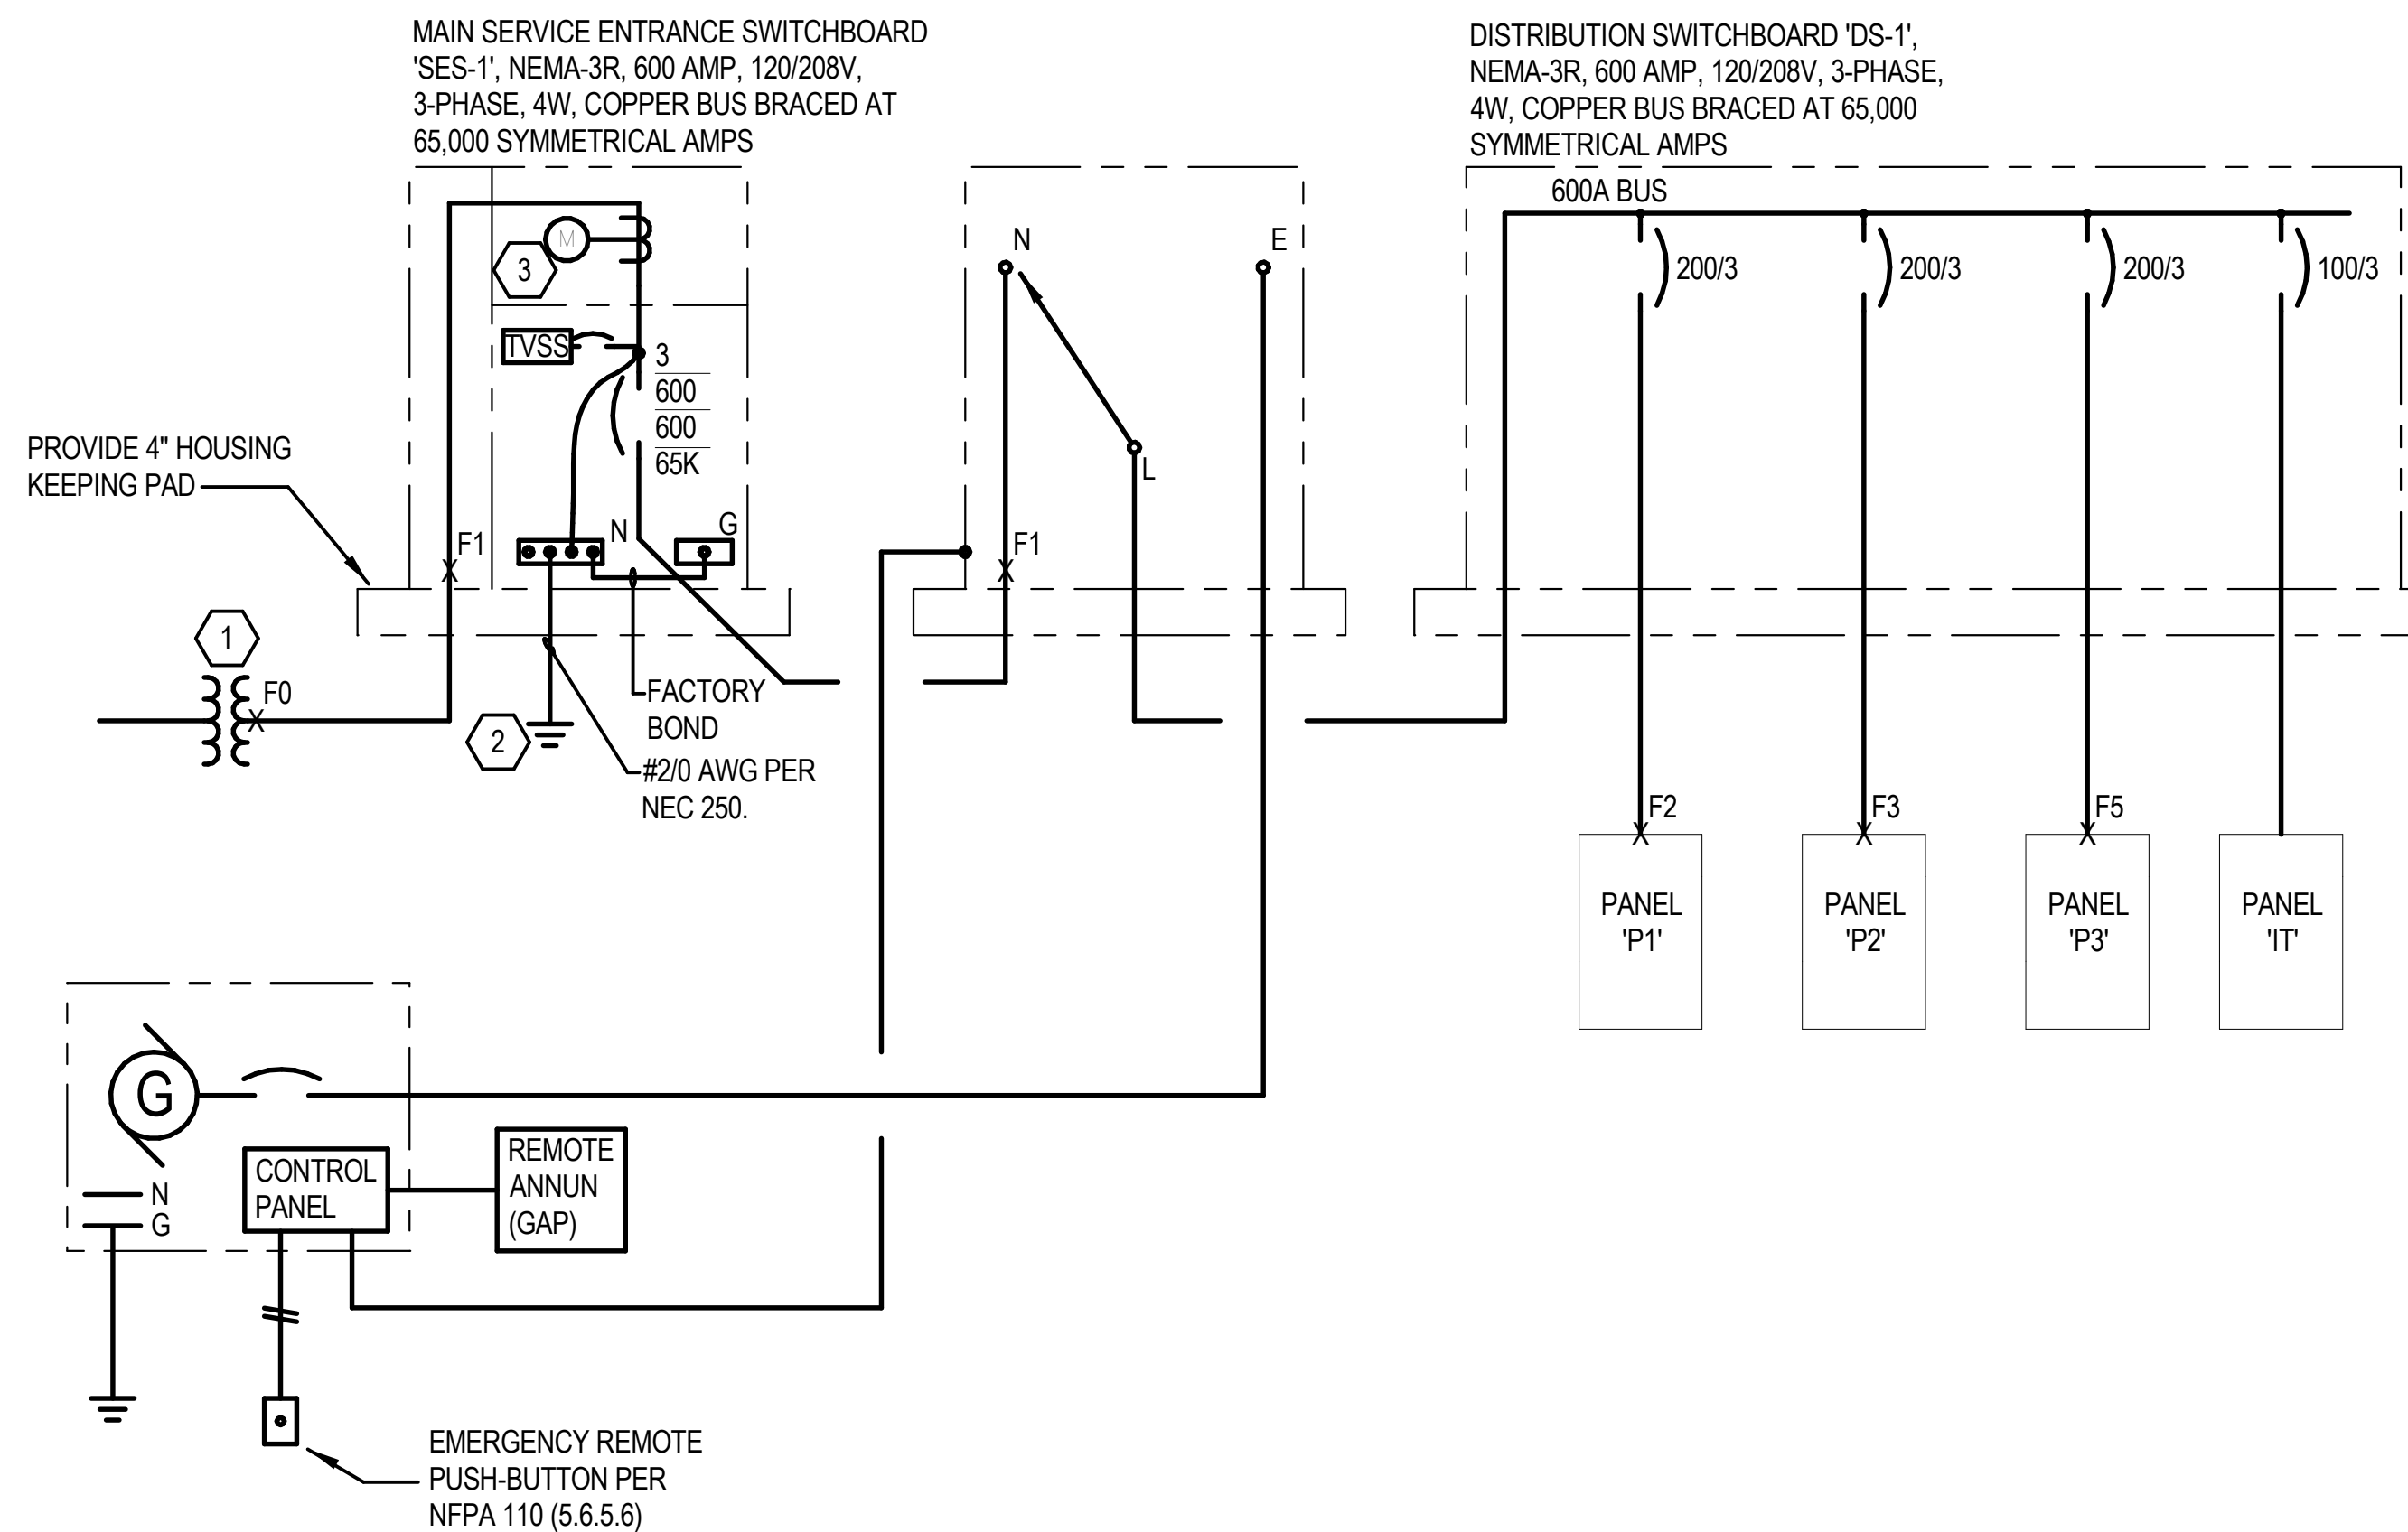 MAIN SERVICE ENTRANCE SWITCHBOARD
'SES-1', NEMA-3R, 600 AMP, 120/208V,
3-PHASE, 4W, COPPER BUS BRACED AT
65,000 SYMMETRICAL AMPS
DISTRIBUTION SWITCHBOARD 'DS-1',
NEMA-3R, 600 AMP, 120/208V, 3-PHASE,
4W, COPPER BUS BRACED AT 65,000
SYMMETRICAL AMPS
600A BUS
M
3
N
E
200/3
200/3
200/3
100/3
TVSS
3
600
600
65K
L
PROVIDE 4" HOUSING
KEEPING PAD
F1
N
G
F1
1
F0
2
FACTORY
BOND
#2/0 AWG PER
NEC 250.
F2
F3
F5
PANEL
'P1'
PANEL
'P2'
PANEL
'P3'
PANEL
'IT'
G
CONTROL
PANEL
REMOTE
ANNUN
(GAP)
N
G
EMERGENCY REMOTE
PUSH-BUTTON PER
NFPA 110 (5.6.5.6)